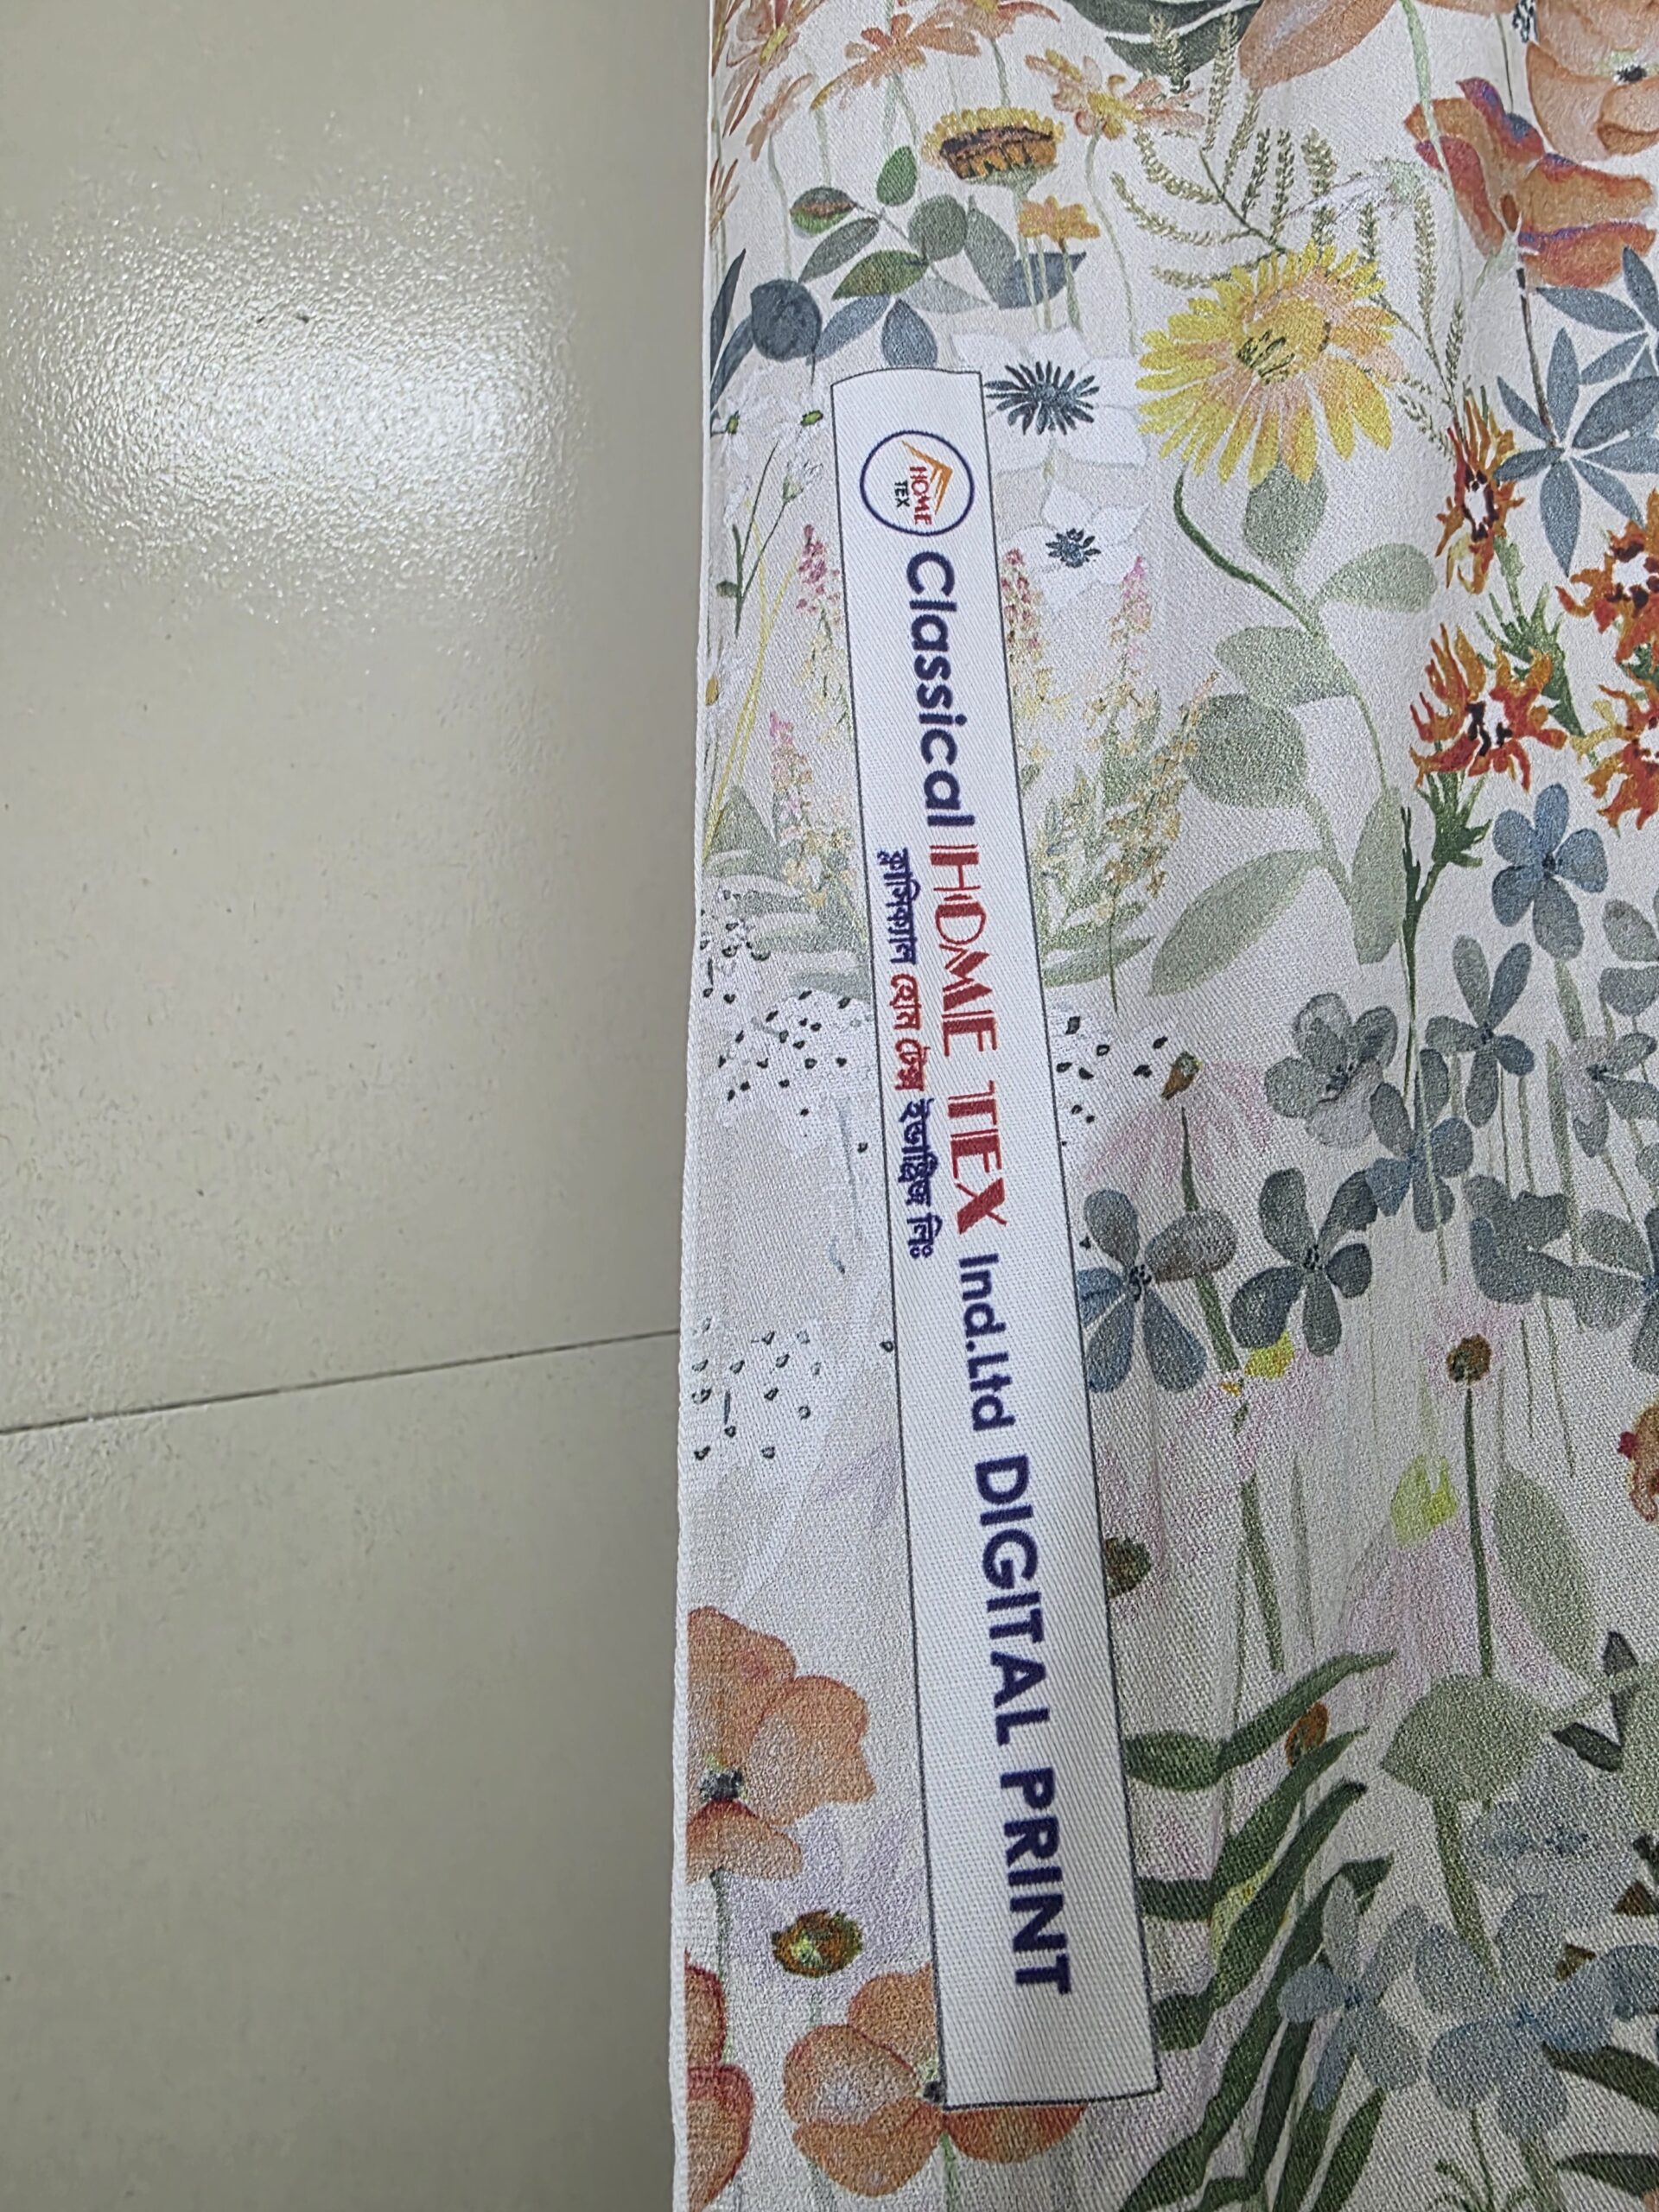 HOME
TEX
Classical HOME TEX Ind.Ltd DIGITAL PRINT
ক্লাসিক্যাল হোম টেক্স ইন্ডাষ্ট্রিজ লিঃ